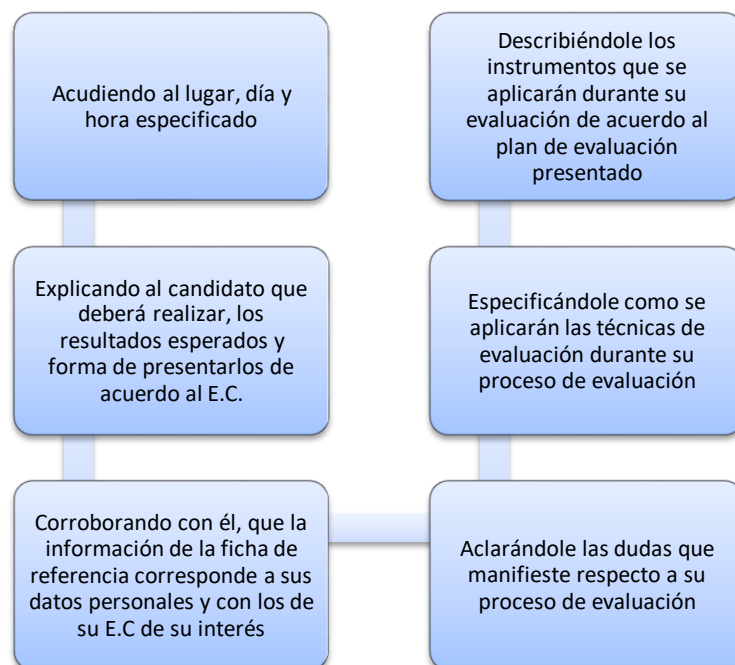 Acudiendo al lugar, día y
hora especificado
Explicando al candidato que
deberá realizar, los
resultados esperados y
forma de presentarlos de
acuerdo al E.C.
Corroborando con él, que la
información de la ficha de
referencia corresponde a sus
datos personales y con los de
su E.C de su interés
Aclarándole las dudas que
manifieste respecto a su
proceso de evaluación
Especificándole como se
aplicarán las técnicas de
evaluación durante su
proceso de evaluación
Describiéndole los
instrumentos que se
aplicarán durante su
evaluación de acuerdo al
plan de evaluación
presentado